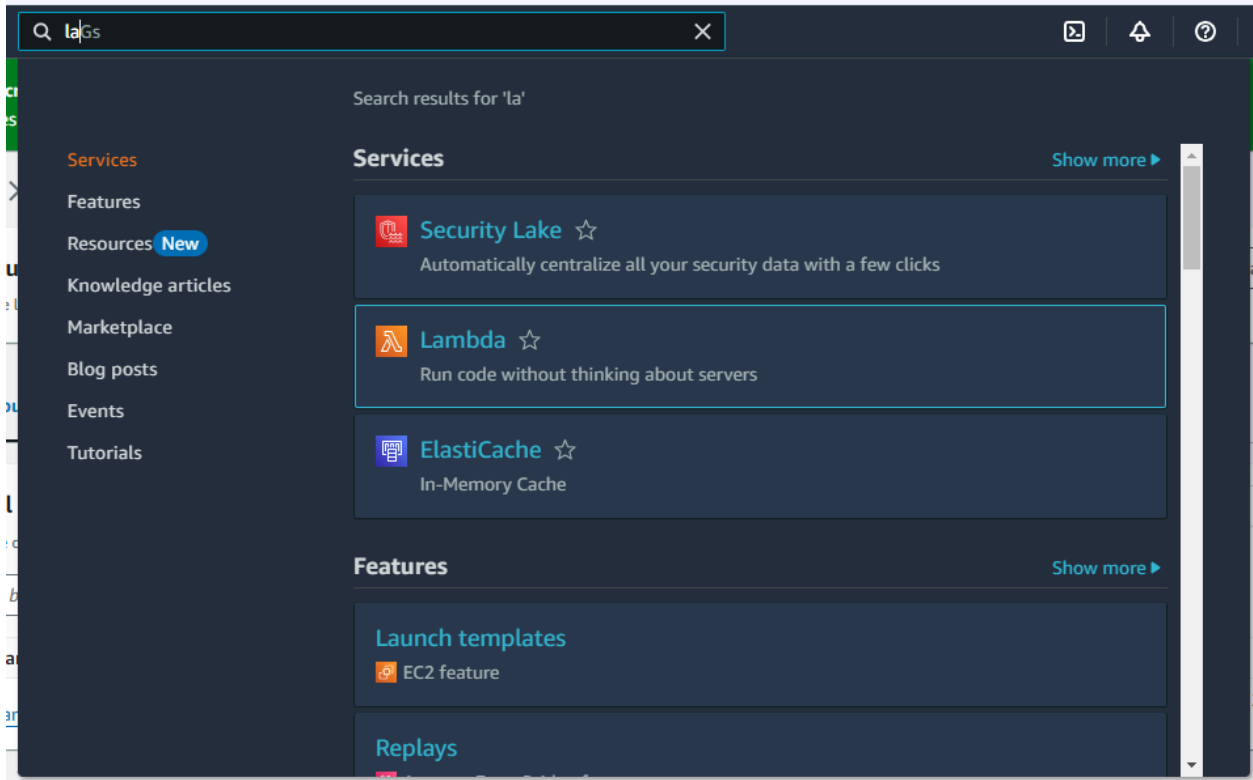 laGs
Search results for 'la'
Services
Features
Resources New
Knowledge articles
Marketplace
Blog posts
Events
Tutorials
Services
Show more
Security Lake
Automatically centralize all your security data with a few clicks
Lambda
Run code without thinking about servers
ElastiCache
In-Memory Cache
Features
Show more
Launch templates
EC2 feature
Replays